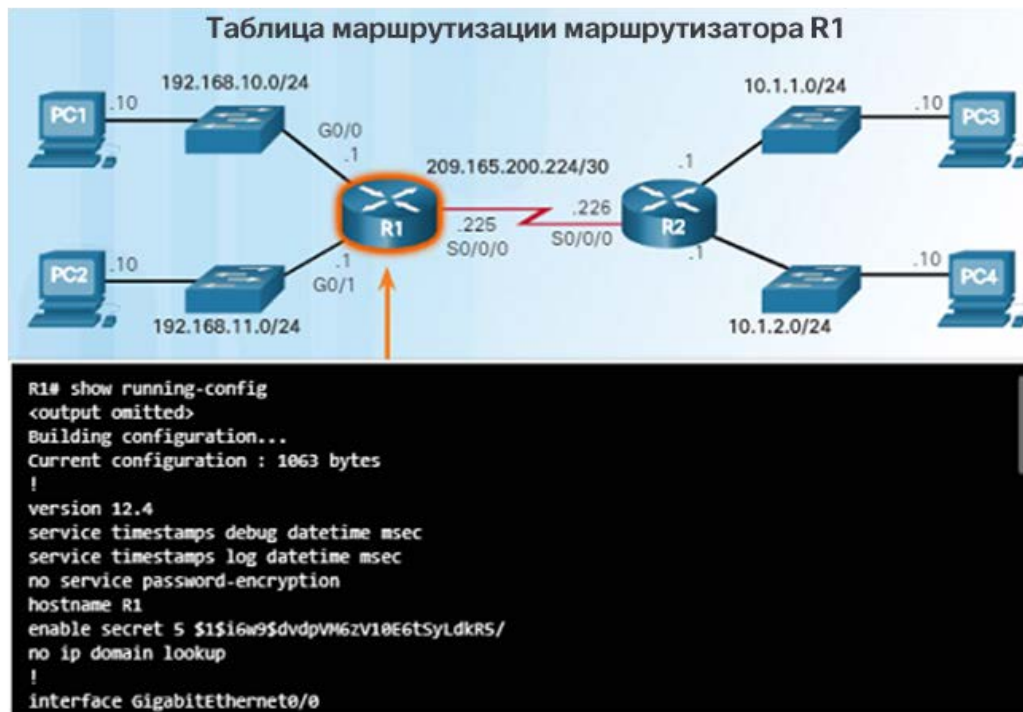 Таблица маршрутизации маршрутизатора R1
192.168.10.0/24
10.1.1.0/24
PC1
.10
.10
PC3
G0/0
.1
209.165.200.224/30
.1
R1
.225
.226
R2
S0/0/0
S0/0/0
PC2
.10
.1
G0/1
.1
.10
PC4
192.168.11.0/24
10.1.2.0/24
R1# show running-config
<output omitted>
Building configuration...
Current configuration : 1063 bytes
!
version 12.4
service timestamps debug datetime msec
service timestamps log datetime msec
no service password-encryption
hostname R1
enable secret 5 $1$i6w9$dvdpVM6zV10E6tSyLdkR5/
no ip domain lookup
!
interface GigabitEthernet0/0